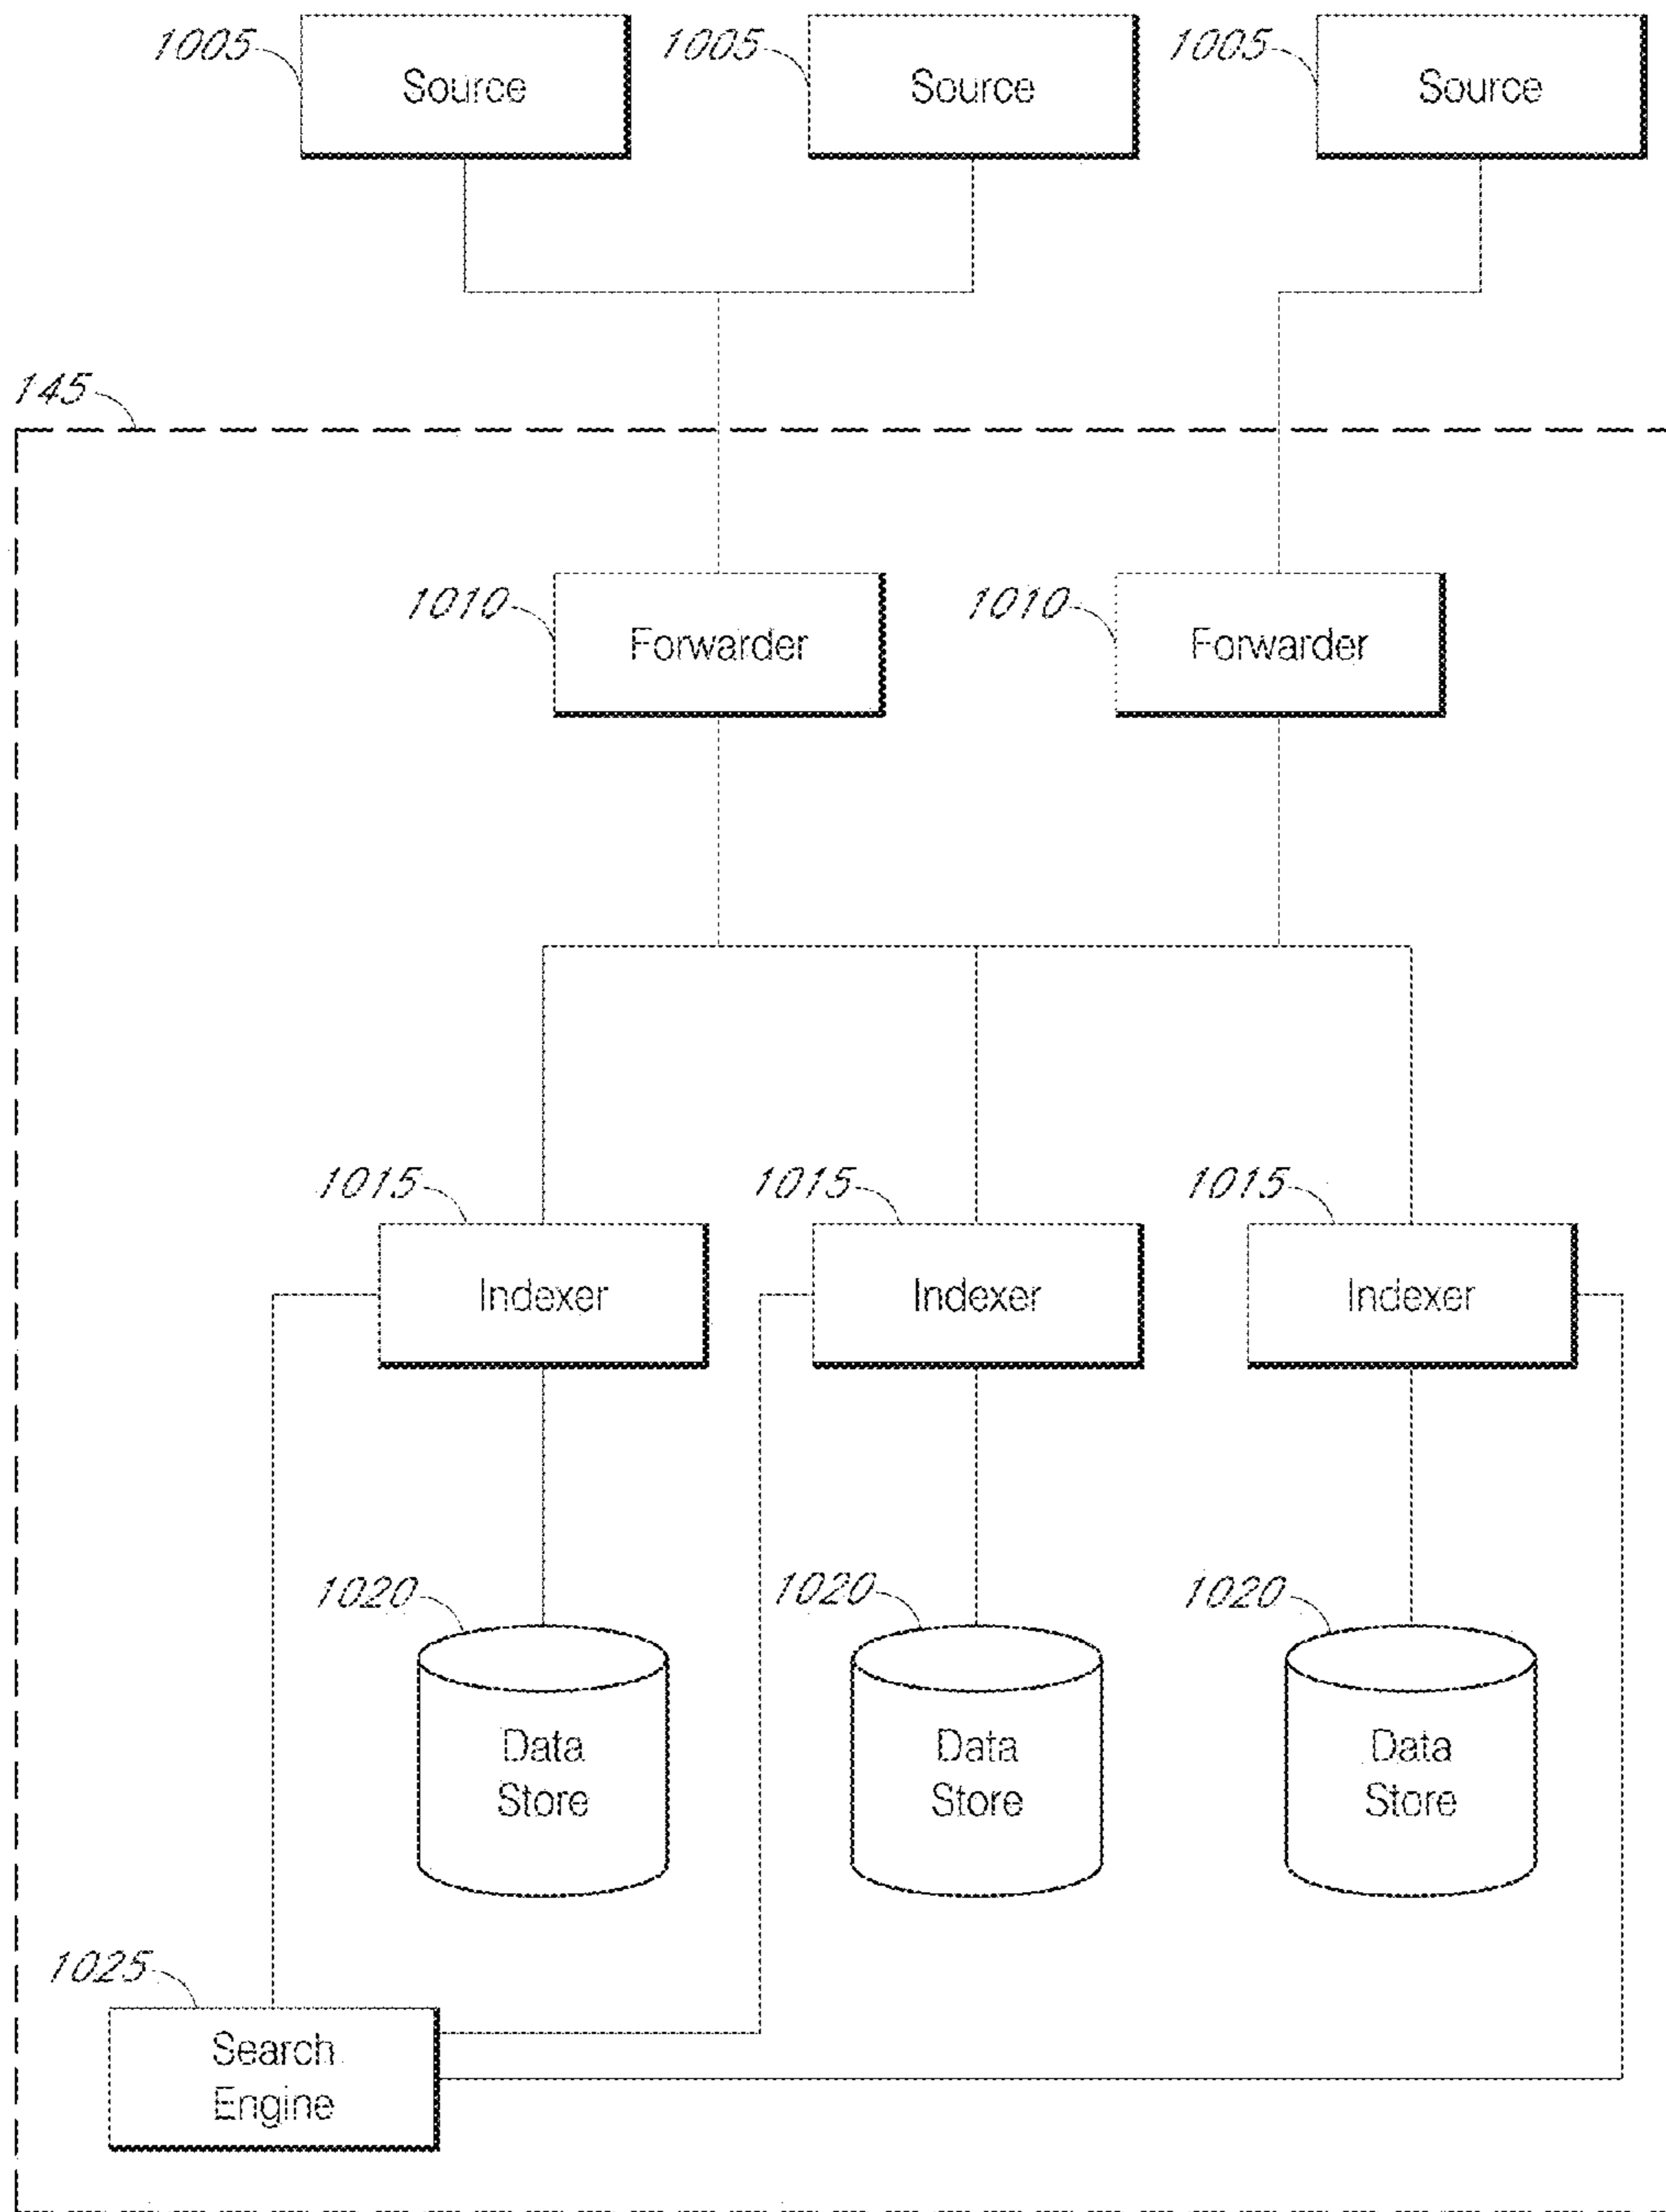 1005 1005 1005
Source Source Source
145
1010 1010
Forwarder Forwarder
1015 1015 1015
Indexer Indexer Indexer
1020 1020 1020
Data Data Data
Store Store Store
1025
Search
Engine